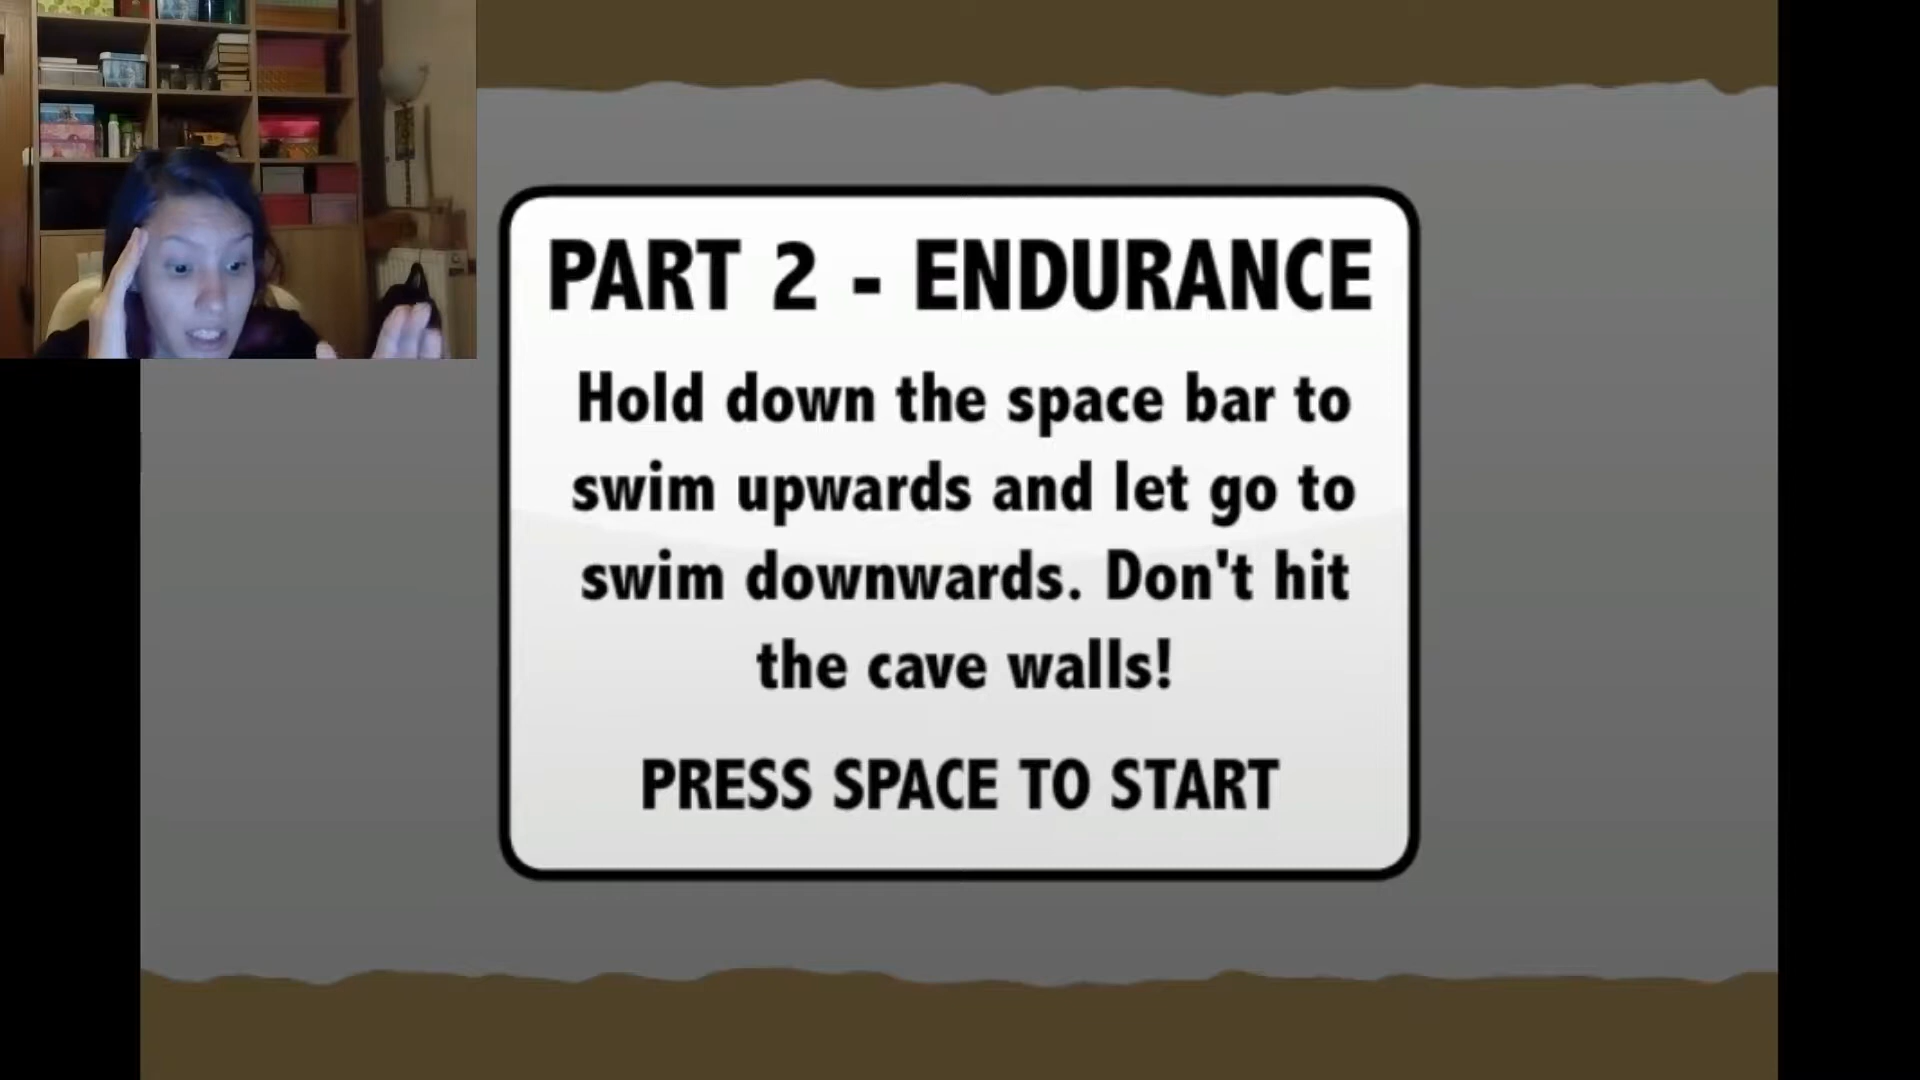 PART 2 - ENDURANCE
Hold down the space bar to
swim upwards and let go to
swim downwards. Don't hit
the cave walls!
PRESS SPACE TO START